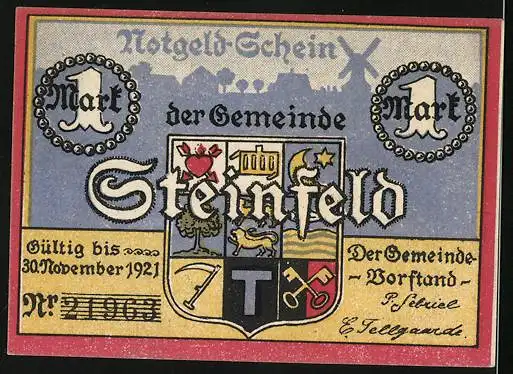 Notgeld-Schein
1 Mark
1 Mark
der Gemeinde
Steinfeld
T
Gültig bis
30. November 1921
Nr. 21963
Der Gemeinde-
-Vorstand-